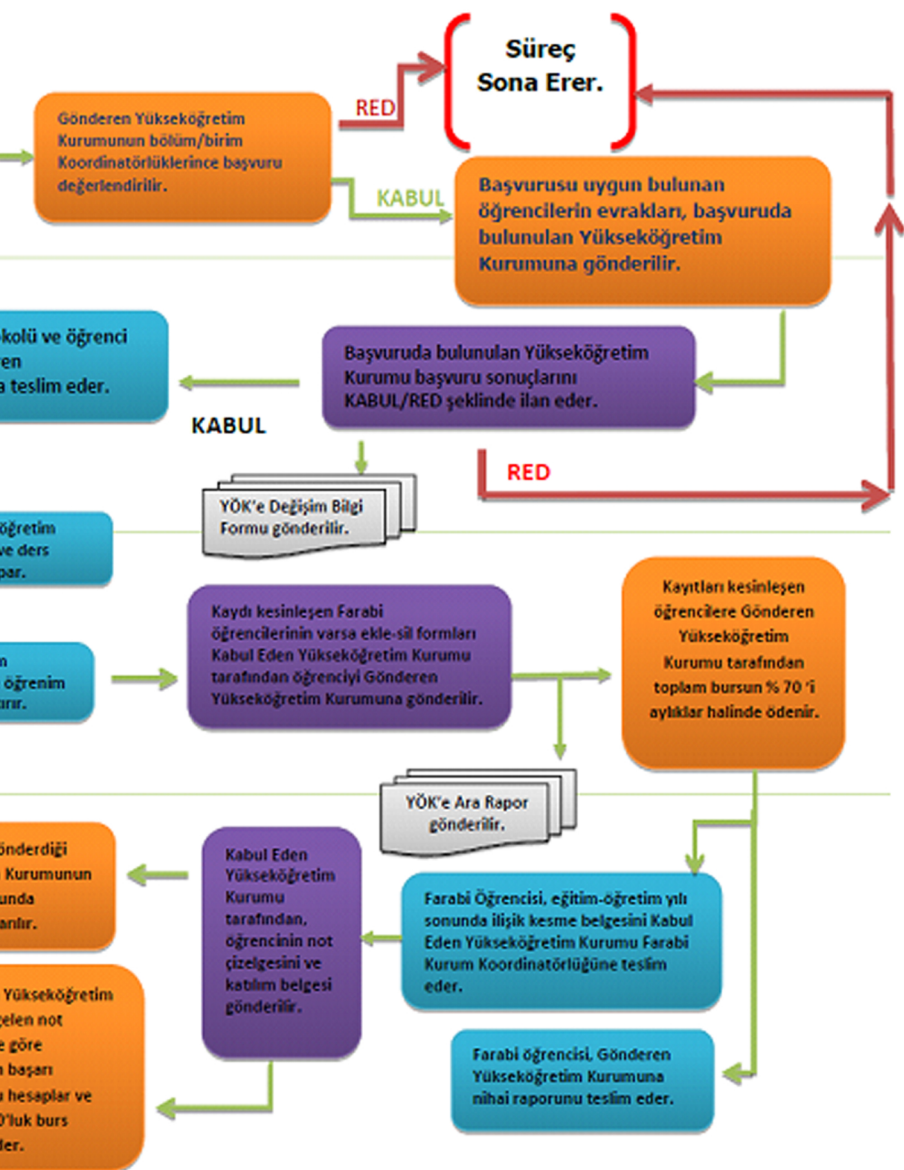 Süreç
Sona Erer.
RED
Gönderen Yükseköğretim
Kurumunun bölüm/birim
Koordinatörlüklerince başvuru
değerlendirilir.
KABUL
Başvurusu uygun bulunan
öğrencilerin evrakları, başvuruda
bulunulan Yükseköğretim
Kurumuna gönderilir.
kolü ve öğrenci
ren
a teslim eder.
Başvuruda bulunulan Yükseköğretim
Kurumu başvuru sonuçlarını
KABUL/RED şeklinde ilan eder.
KABUL
RED
YÖK'e Değişim Bilgi
Formu gönderilir.
öğretim
ve ders
par.
Kaydı kesinleşen Farabi
öğrencilerinin varsa ekle-sil formları
Kabul Eden Yükseköğretim Kurumu
tarafından öğrenciyi Gönderen
Yükseköğretim Kurumuna gönderilir.
Kayıtları kesinleşen
öğrencilere Gönderen
Yükseköğretim
Kurumu tarafından
toplam bursun % 70 'i
aylıklar halinde ödenir.
m
öğrenim
ırır.
YÖK'e Ara Rapor
gönderilir.
önderdiği
Kurumunun
unda
anlır.
Kabul Eden
Yükseköğretim
Kurumu
tarafından,
öğrencinin not
çizelgesini ve
katılım belgesi
gönderilir.
Farabi Öğrencisi, eğitim-öğretim yılı
sonunda ilişik kesme belgesini Kabul
Eden Yükseköğretim Kurumu Farabi
Kurum Koordinatörlüğüne teslim
eder.
Yükseköğretim
gelen not
e göre
n başarı
u hesaplar ve
0'luk burs
der.
Farabi öğrencisi, Gönderen
Yükseköğretim Kurumuna
nihai raporunu teslim eder.